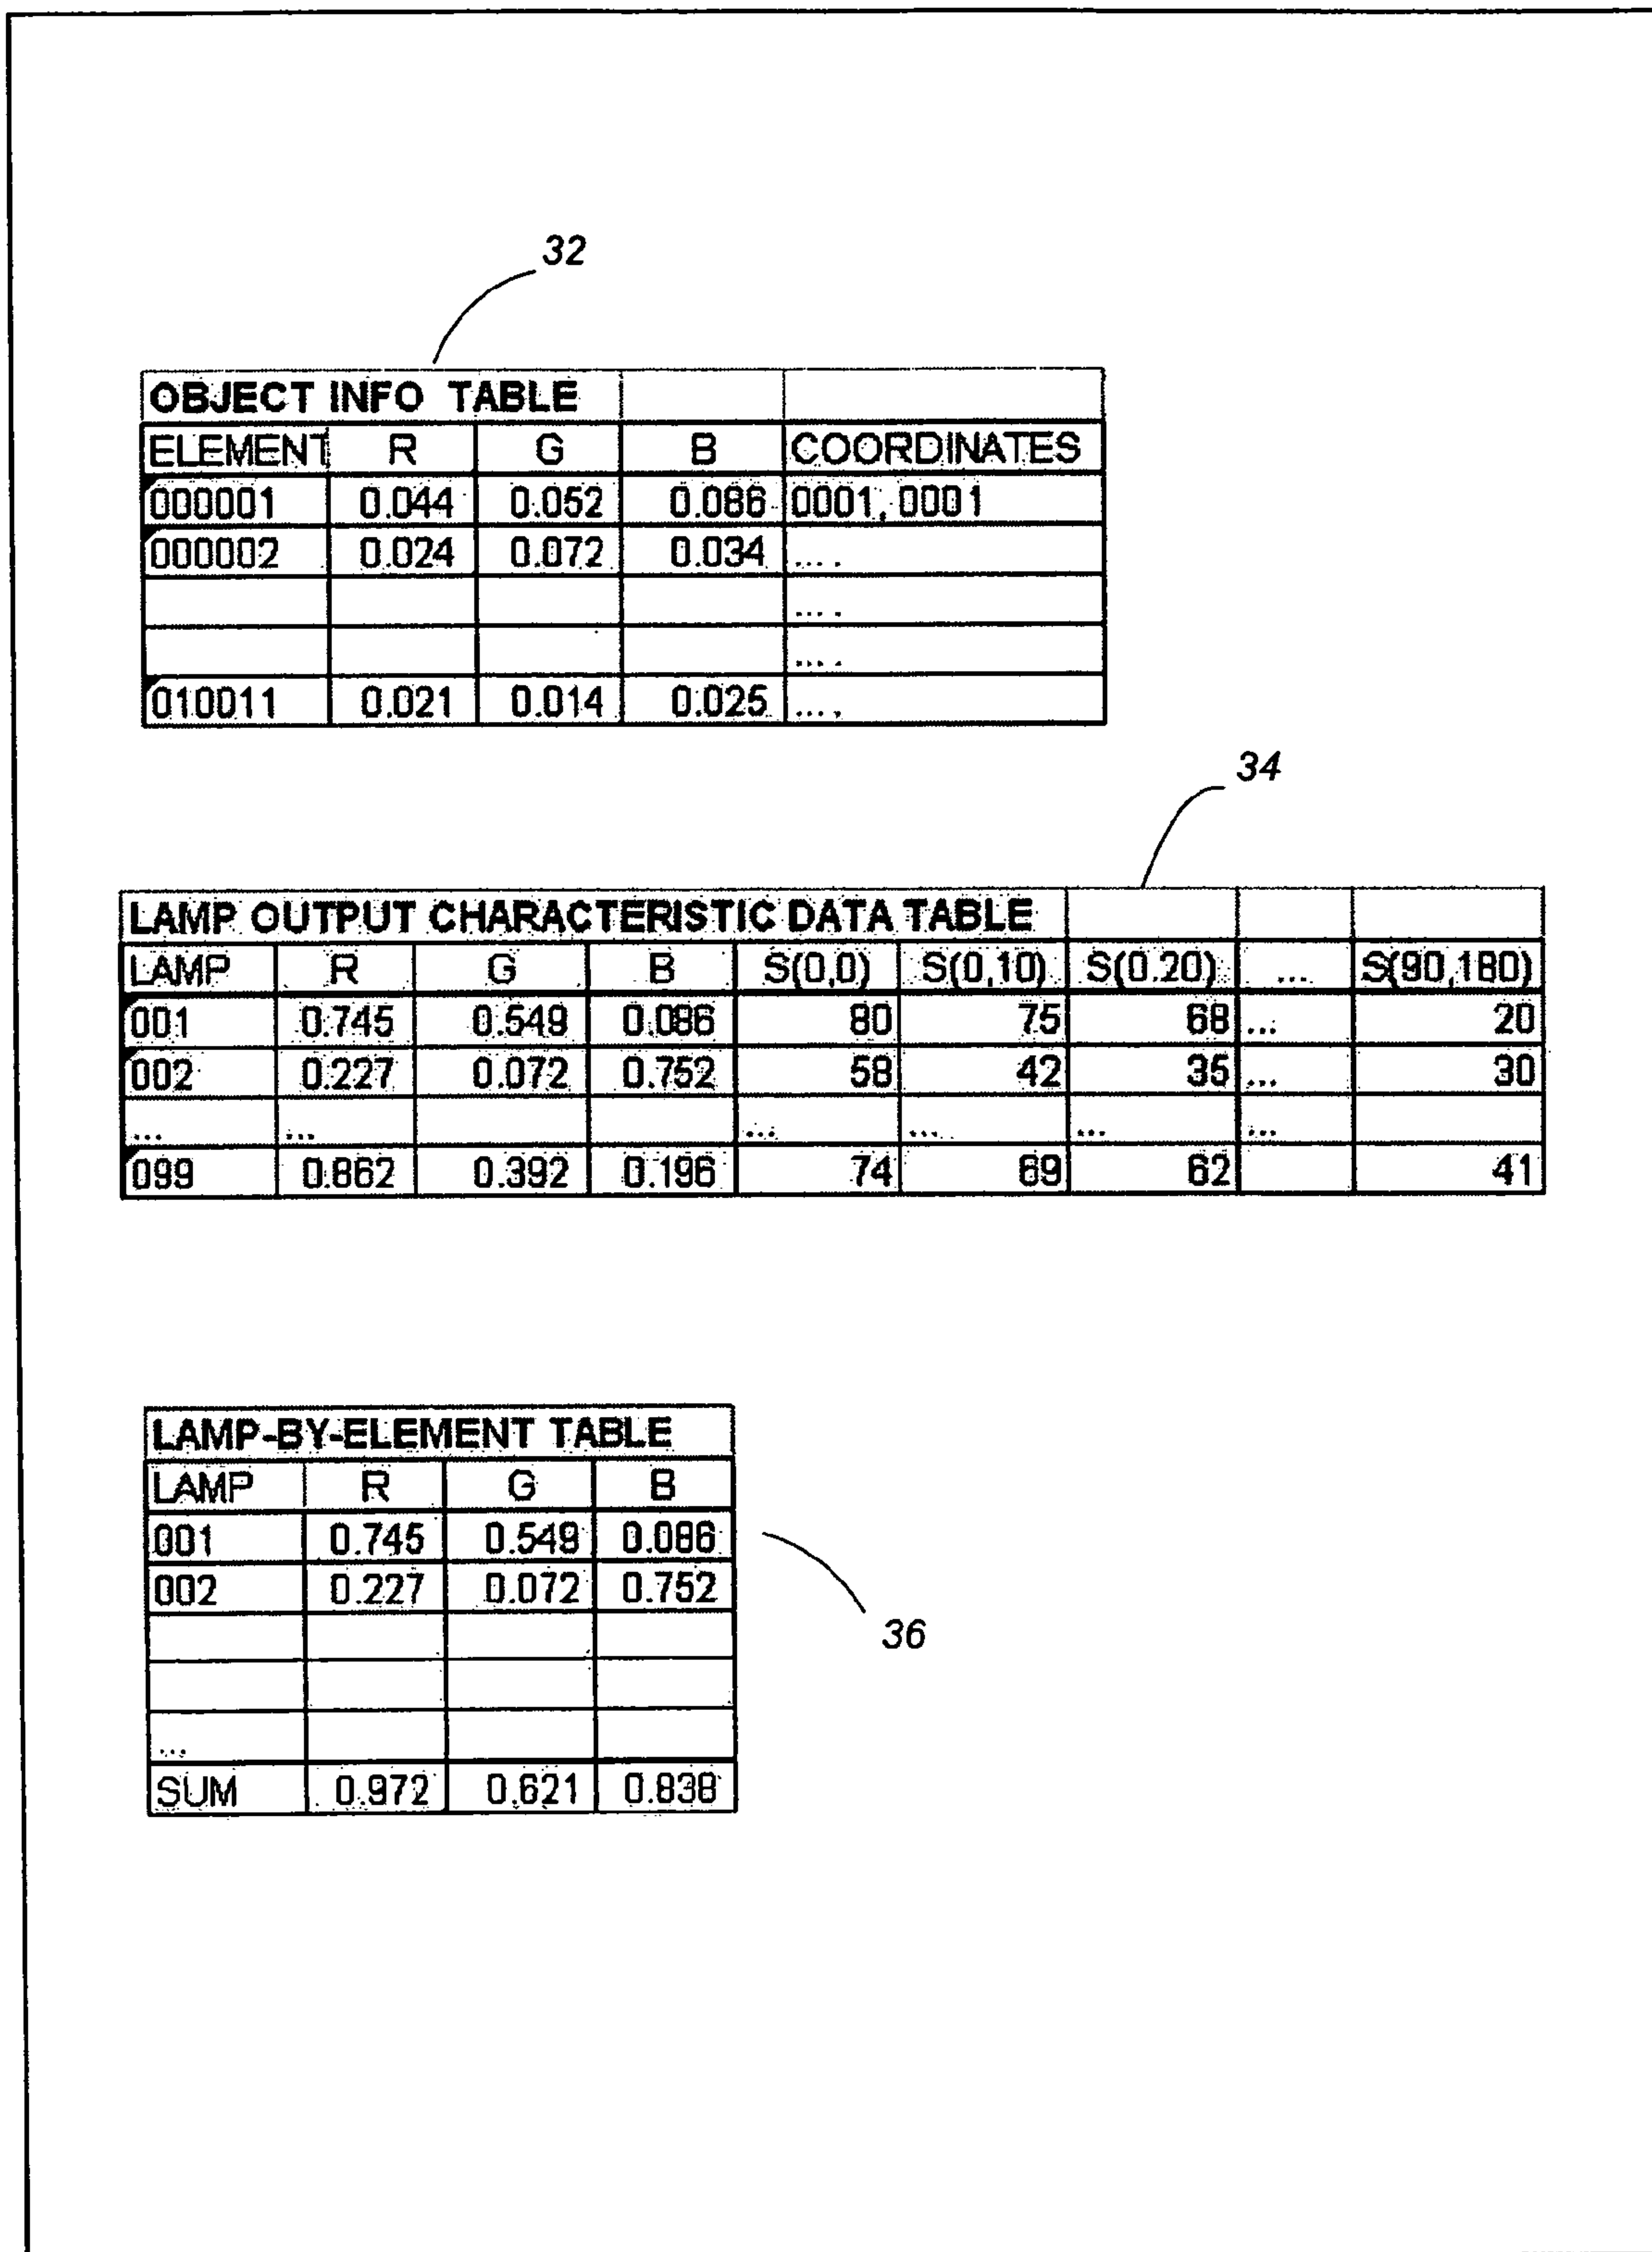 32
OBJECT INFO TABLE
ELEMENT R G B COORDINATES
000001 0.044 0.052 0.086 0001, 0001
000002 0.024 0.072 0.034 ....
....
....
010011 0.021 0.014 0.025 ....
34
LAMP OUTPUT CHARACTERISTIC DATA TABLE
LAMP R G B S(0,0) S(0,10) S(0.20) ... S(90,180)
001 0.745 0.549 0.086 80 75 68 ... 20
002 0.227 0.072 0.752 58 42 35 ... 30
... ... ... ... ... ...
099 0.862 0.392 0.196 74 69 62 41
LAMP-BY-ELEMENT TABLE
LAMP R G B
001 0.745 0.549 0.086
002 0.227 0.072 0.752
36
...
SUM 0.972 0.621 0.838